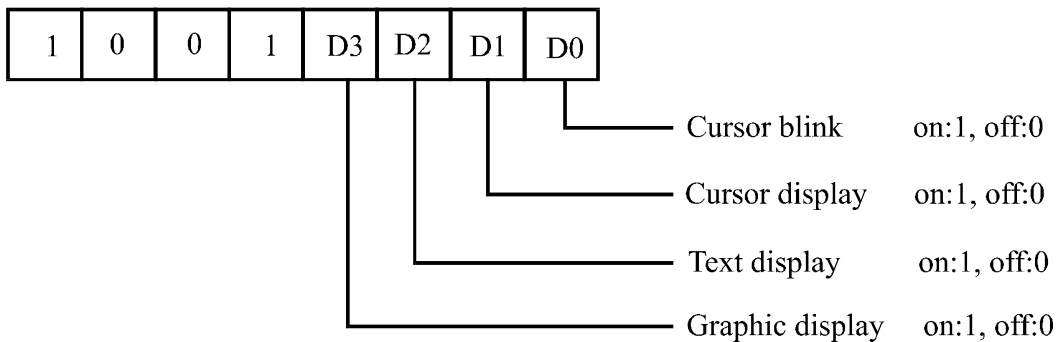 1 0 0 1 D3 D2 D1 D0
Cursor blink on:1, off:0
Cursor display on:1, off:0
Text display on:1, off:0
Graphic display on:1, off:0